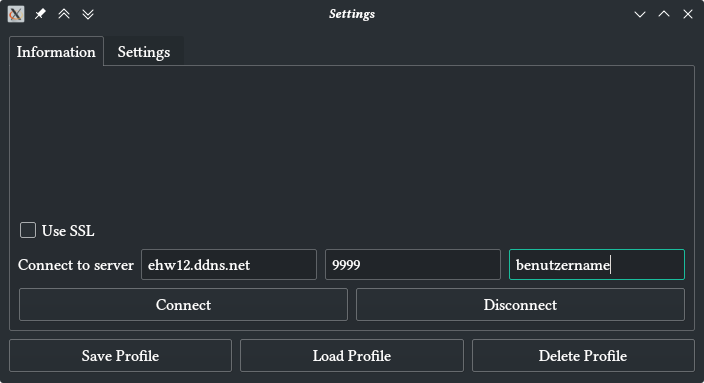 Settings
Information Settings
Use SSL
Connect to server ehw12.ddns.net 9999 benutzername
Connect Disconnect
Save Profile Load Profile Delete Profile